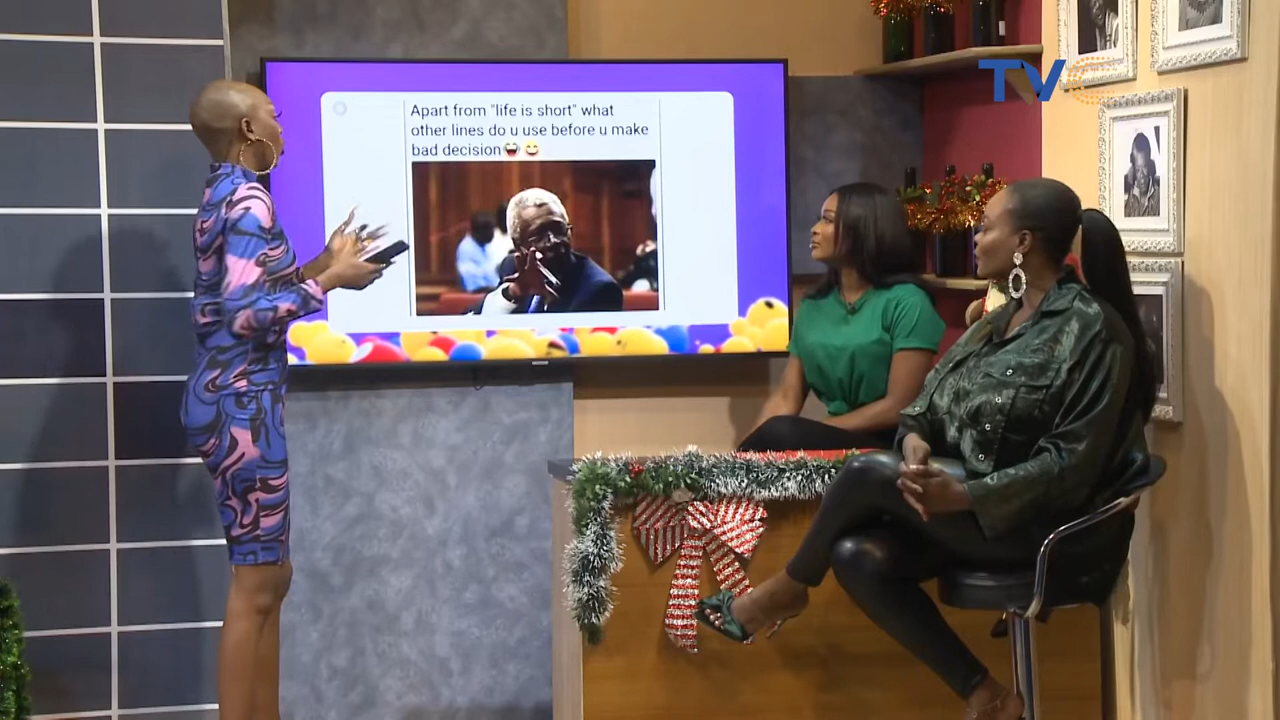 TVC
Apart from "life is short" what
other lines do u use before u make
bad decision😂 😄